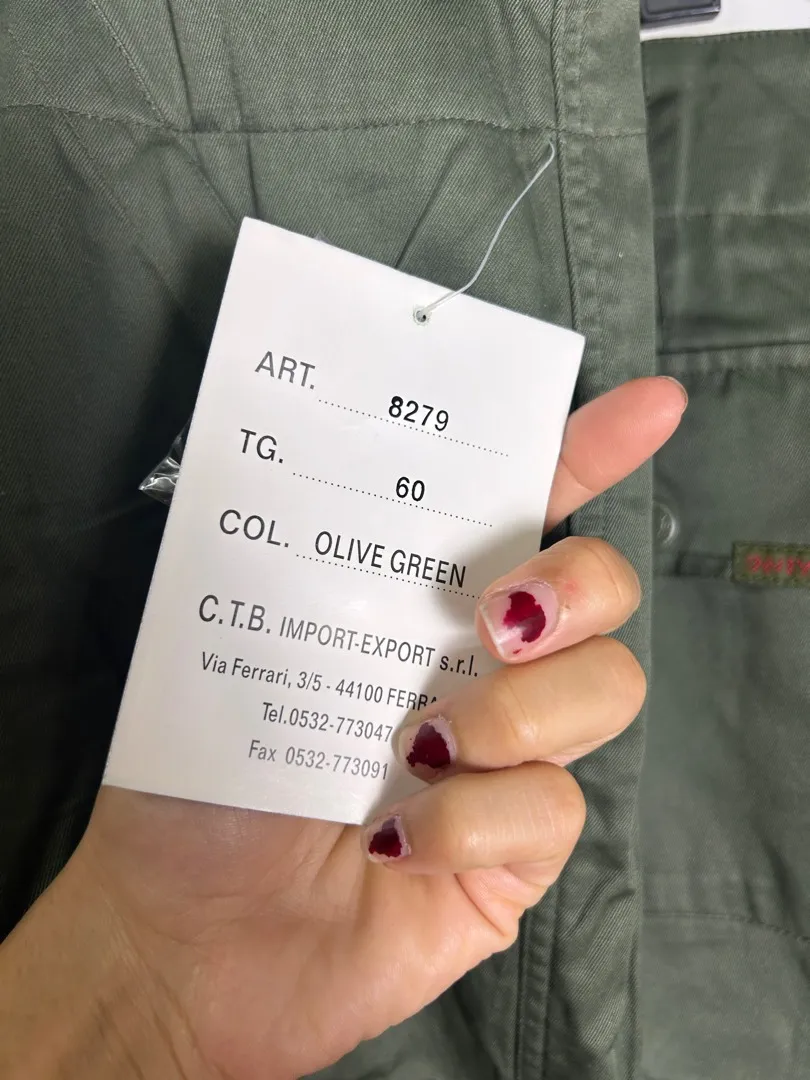 ART. 8279
TG. 60
COL. OLIVE GREEN
C.T.B. IMPORT-EXPORT s.r.l.
Via Ferrari, 3/5 - 44100
Tel.0532-773047
Fax 0532-773091